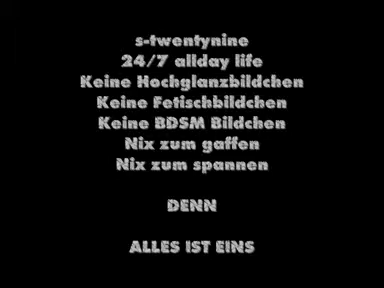 s-twentynine
24/7 allday life
Keine Hochglanzbildchen
Keine Fetischbildchen
Keine BDSM Bildchen
Nix zum gaffen
Nix zum spannen
DENN
ALLES IST EINS